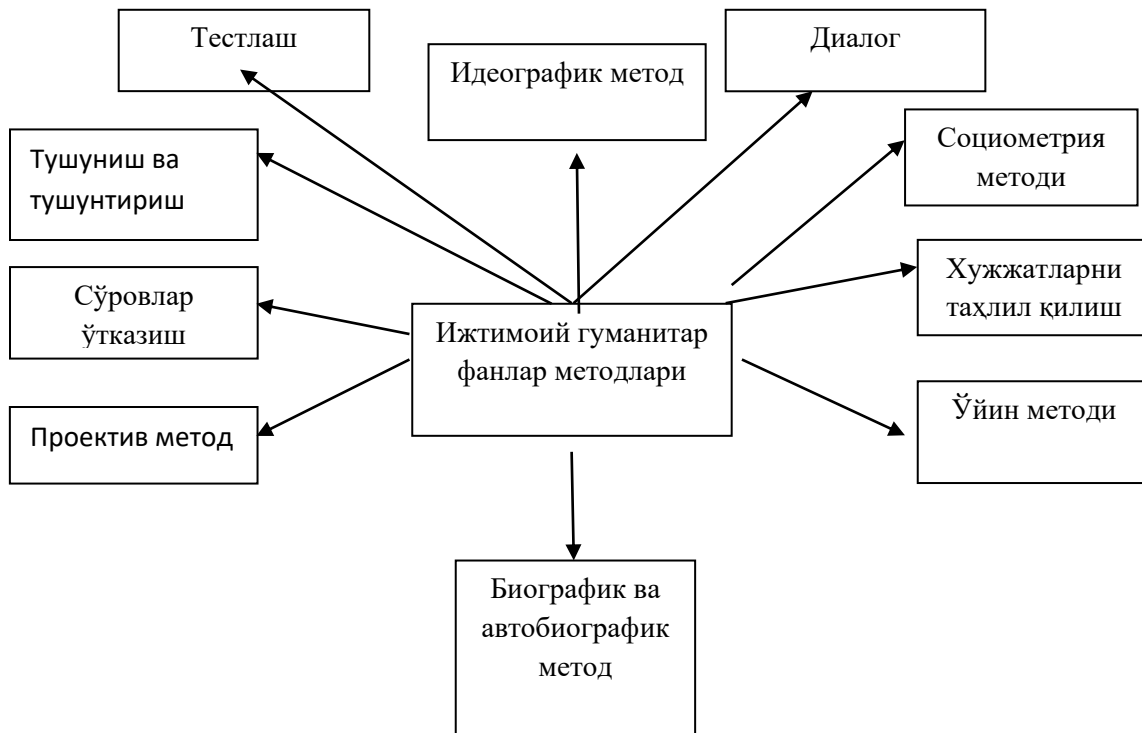 Тестлаш
Идеографик метод
Диалог
Тушуниш ва
тушунтириш
Социометрия
методи
Сўровлар
ўтказиш
Ижтимоий гуманитар
фанлар методлари
Хужжатларни
таҳлил қилиш
Проектив метод
Ўйин методи
Биографик ва
автобиографик
метод